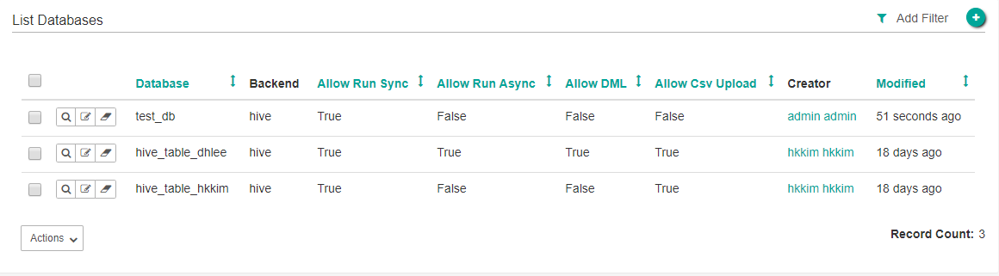 List Databases
Add Filter
Database Backend Allow Run Sync Allow Run Async Allow DML Allow Csv Upload Creator Modified
test_db hive True False False False admin admin 51 seconds ago
hive_table_dhlee hive True True True True hkkim hkkim 18 days ago
hive_table_hkkim hive True False False True hkkim hkkim 18 days ago
Actions
Record Count: 3